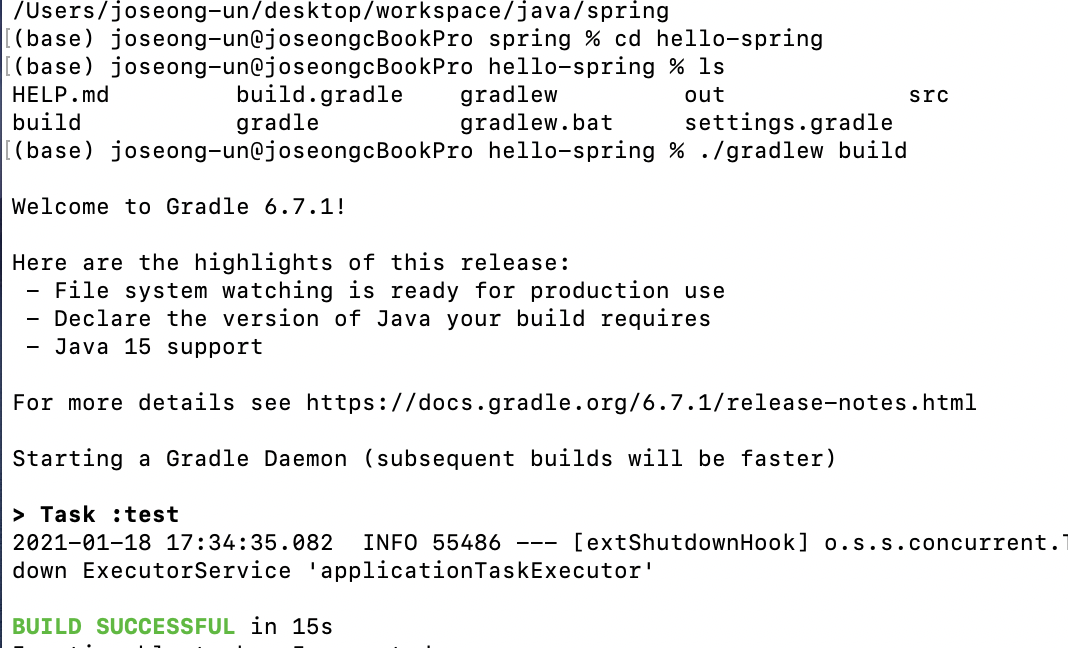 /Users/joseong-un/desktop/workspace/java/spring
[(base) joseong-un@joseongcBookPro spring % cd hello-spring
[(base) joseong-un@joseongcBookPro hello-spring % ls
HELP.md build.gradle gradlew out src
build gradle gradlew.bat settings.gradle
[(base) joseong-un@joseongcBookPro hello-spring % ./gradlew build
Welcome to Gradle 6.7.1!
Here are the highlights of this release:
- File system watching is ready for production use
- Declare the version of Java your build requires
- Java 15 support
For more details see https://docs.gradle.org/6.7.1/release-notes.html
Starting a Gradle Daemon (subsequent builds will be faster)
> Task :test
2021-01-18 17:34:35.082 INFO 55486 --- [extShutdownHook] o.s.s.concurrent.
down ExecutorService 'applicationTaskExecutor'
BUILD SUCCESSFUL in 15s